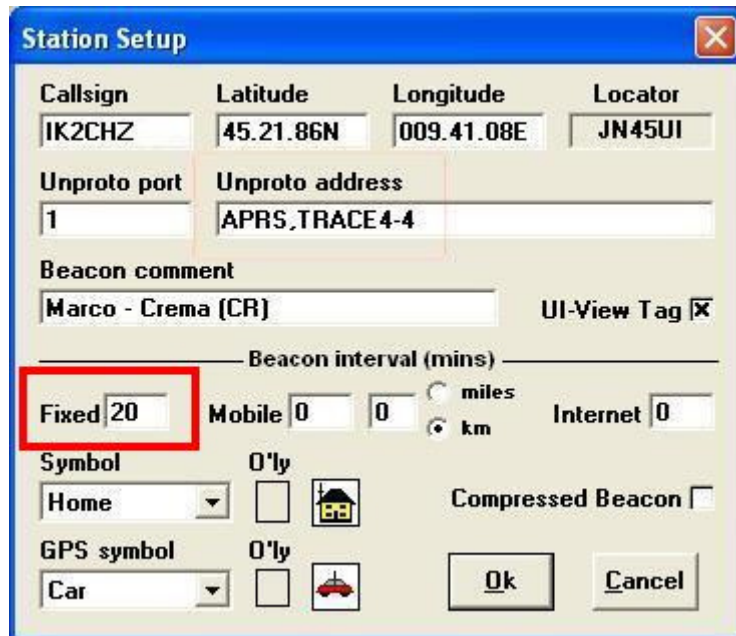 Station Setup
Callsign Latitude Longitude Locator
IK2CHZ 45.21.86N 009.41.08E JN45UI
Unproto port Unproto address
1 APRS,TRACE4-4
Beacon comment
Marco - Crema (CR) UI-View Tag
Beacon interval (mins)
miles
Fixed 20 Mobile 0 0 km Internet 0
Symbol O'ly
Home Compressed Beacon
GPS symbol O'ly
Car Ok Cancel